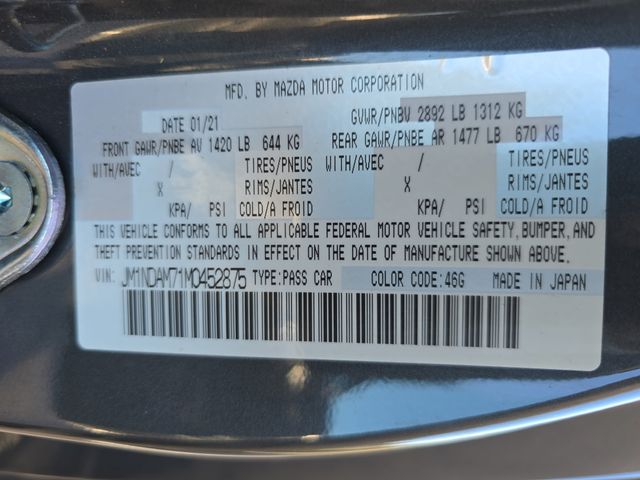 MFD. BY MAZDA MOTOR CORPORATION
DATE 01/21 GVWR/PNBV 2892 LB 1312 KG
FRONT GAWR/PNBE AV 1420 LB 644 KG REAR GAWR/PNBE AR 1477 LB 670 KG
WITH/AVEC / TIRES/PNEUS WITH/AVEC / TIRES/PNEUS
X RIMS/JANTES X RIMS/JANTES
KPA/ PSI COLD/A FROID KPA/ PSI COLD/A FROID
THIS VEHICLE CONFORMS TO ALL APPLICABLE FEDERAL MOTOR VEHICLE SAFETY, BUMPER, AND
THEFT PREVENTION STANDARDS IN EFFECT ON THE DATE OF MANUFACTURE SHOWN ABOVE.
VIN: JM1NDAM71M0452875 TYPE:PASS CAR COLOR CODE:46G MADE IN JAPAN